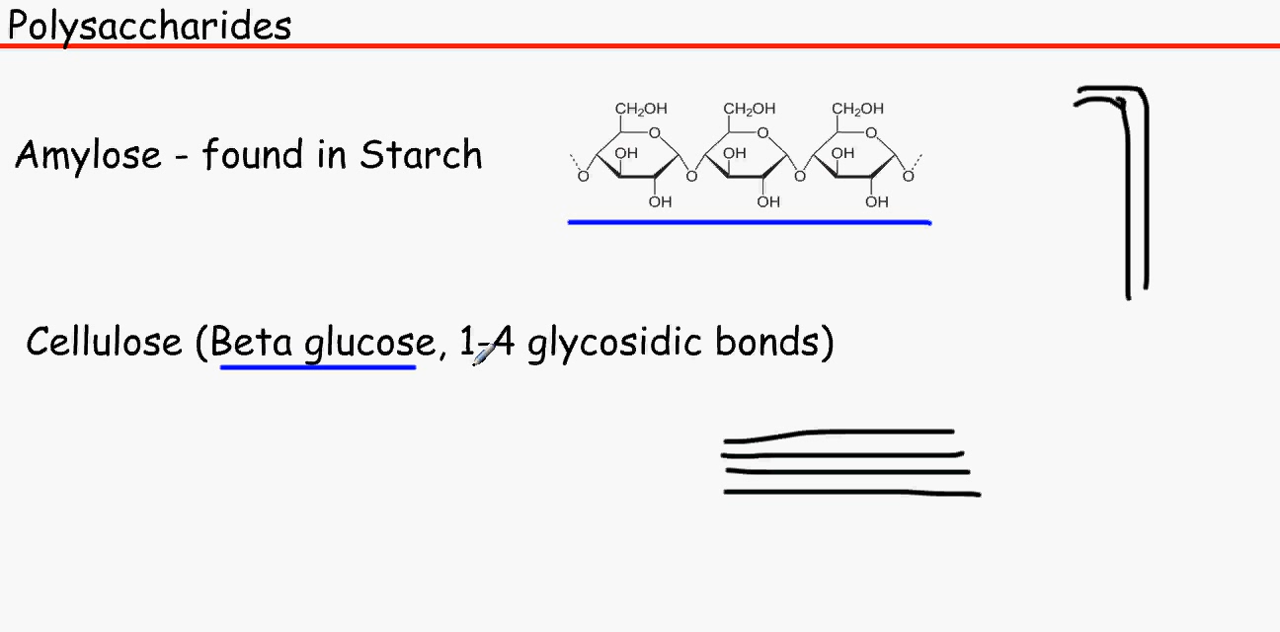 Polysaccharides
CH₂OH CH₂OH CH₂OH
O O O
Amylose - found in Starch
OH OH OH
O O O O
OH OH OH
Cellulose (Beta glucose, 1-4 glycosidic bonds)